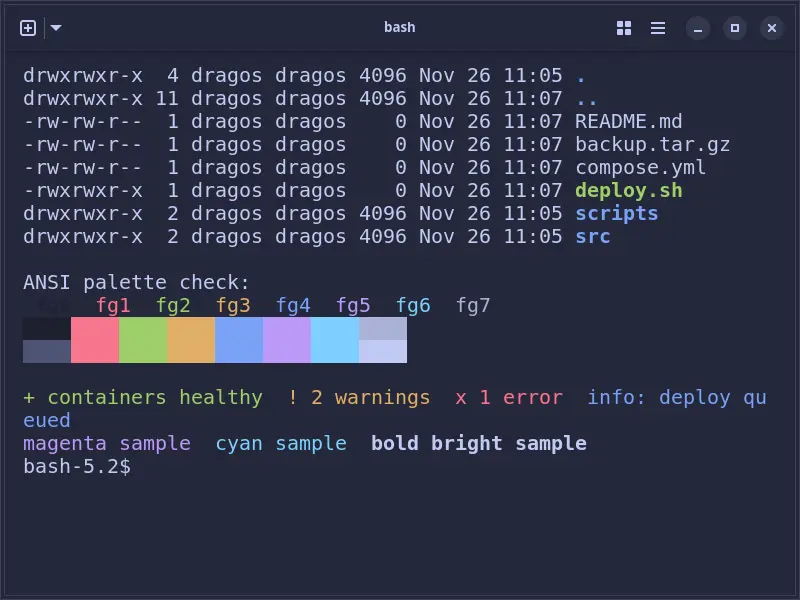 bash
drwxrwxr-x  4 dragos dragos 4096 Nov 26 11:05 .
drwxrwxr-x 11 dragos dragos 4096 Nov 26 11:07 ..
-rw-rw-r--  1 dragos dragos    0 Nov 26 11:07 README.md
-rw-rw-r--  1 dragos dragos    0 Nov 26 11:07 backup.tar.gz
-rw-rw-r--  1 dragos dragos    0 Nov 26 11:07 compose.yml
-rwxrwxr-x  1 dragos dragos    0 Nov 26 11:07 deploy.sh
drwxrwxr-x  2 dragos dragos 4096 Nov 26 11:05 scripts
drwxrwxr-x  2 dragos dragos 4096 Nov 26 11:05 src
ANSI palette check:
fg0  fg1  fg2  fg3  fg4  fg5  fg6  fg7
+ containers healthy  ! 2 warnings  x 1 error  info: deploy qu
eued
magenta sample  cyan sample  bold bright sample
bash-5.2$